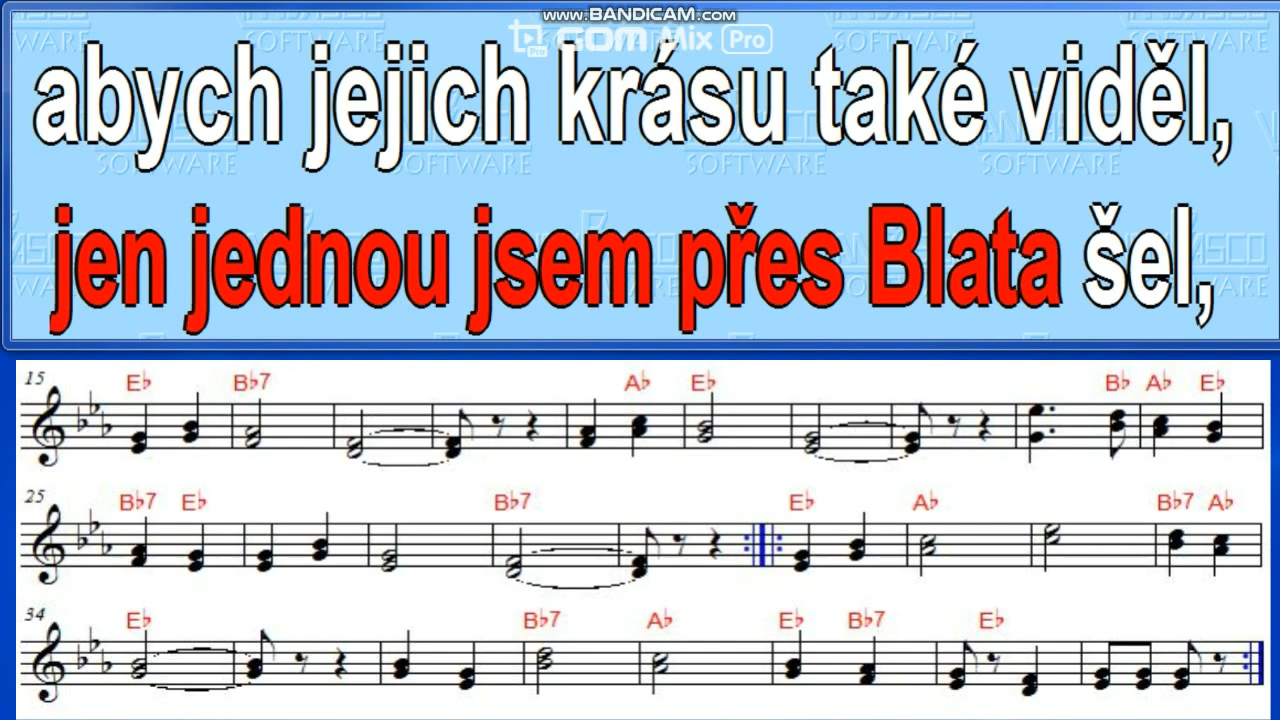 www.BANDICAM.com
GOM Mix Pro
abych jejich krásu také viděl,
jen jednou jsem přes Blata šel,
15 E♭ B♭7 A♭ E♭ B♭ A♭ E♭
25 B♭7 E♭ B♭7 E♭ A♭ B♭7 A♭
34 E♭ B♭7 A♭ E♭ B♭7 E♭